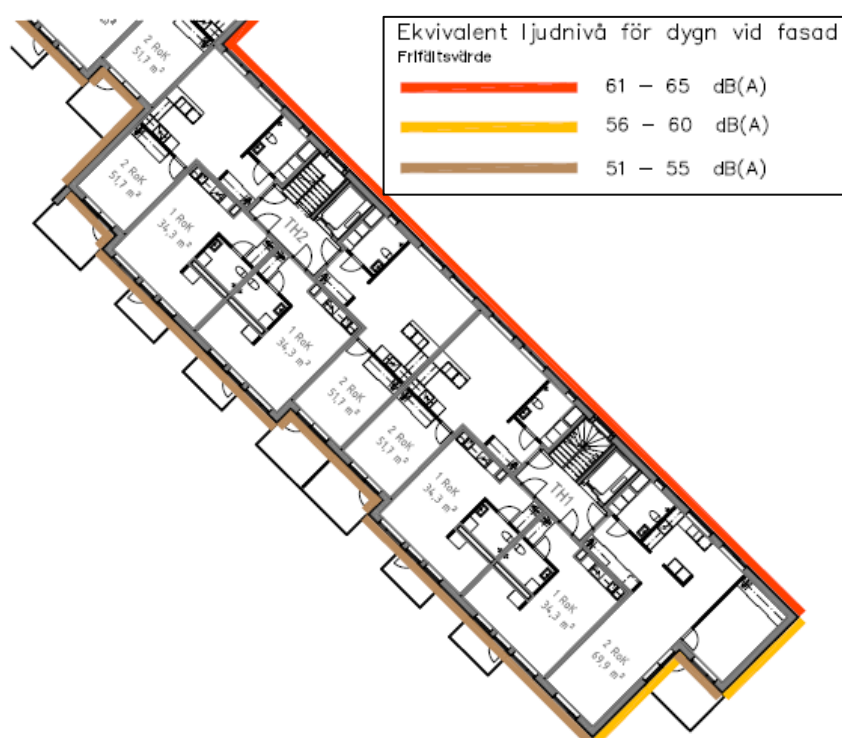 Ekvivalent ljudnivå för dygn vid fasad
Frifältsvärde
61 – 65 dB(A)
56 – 60 dB(A)
51 – 55 dB(A)
2 RoK
51,7 m²
2 RoK
51,7 m²
1 RoK
34,3 m²
TH2
1 RoK
34,3 m²
2 RoK
51,7 m²
2 RoK
51,7 m²
1 RoK
34,3 m²
TH1
1 RoK
34,3 m²
2 RoK
69,9 m²